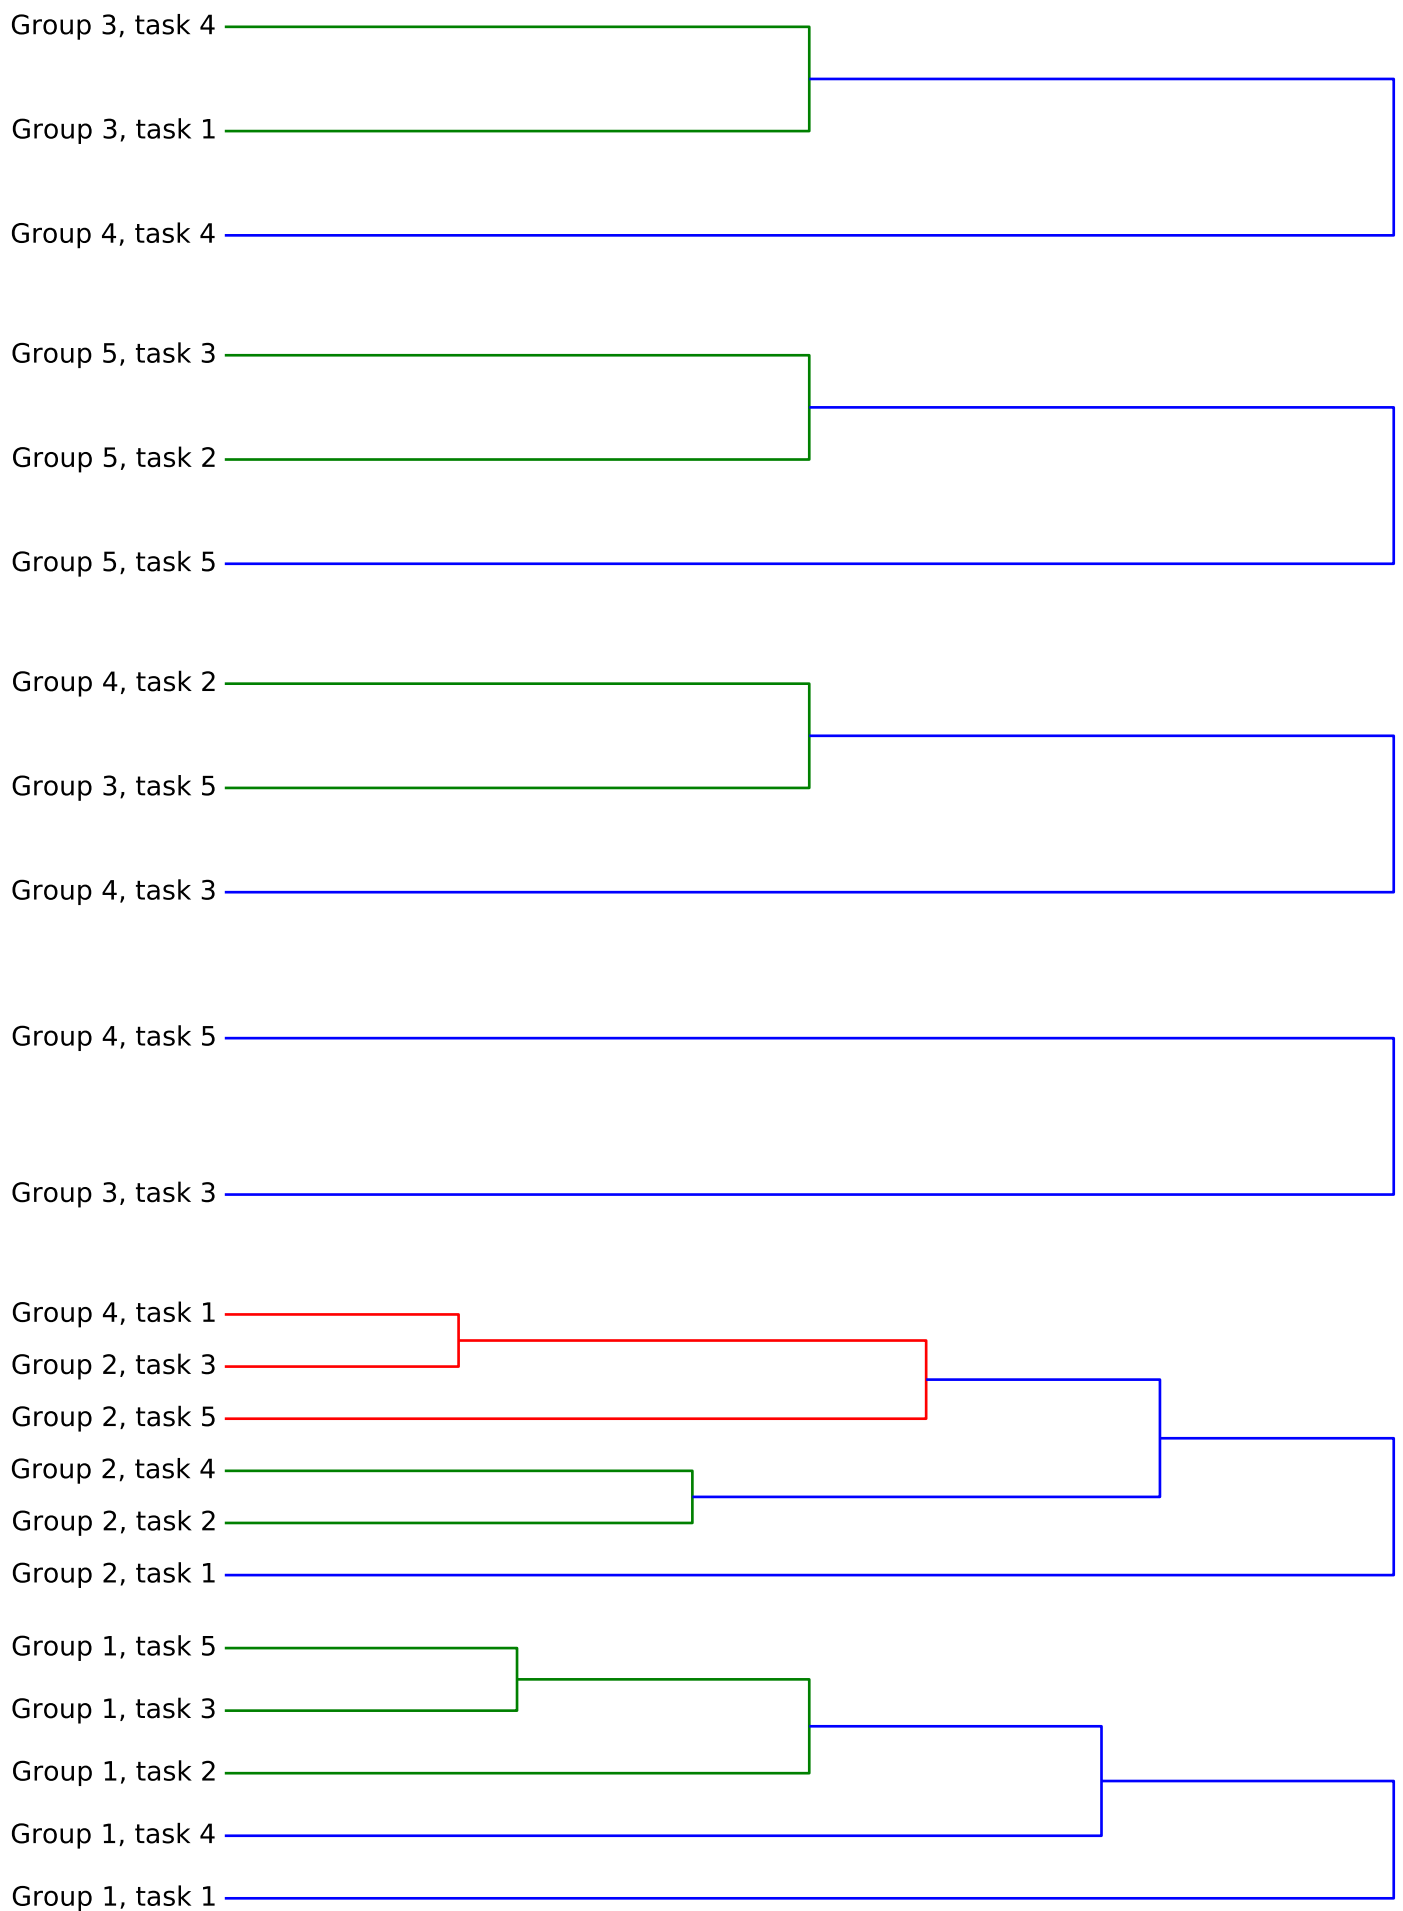 Group 3, task 4
Group 3, task 1
Group 4, task 4
Group 5, task 3
Group 5, task 2
Group 5, task 5
Group 4, task 2
Group 3, task 5
Group 4, task 3
Group 4, task 5
Group 3, task 3
Group 4, task 1
Group 2, task 3
Group 2, task 5
Group 2, task 4
Group 2, task 2
Group 2, task 1
Group 1, task 5
Group 1, task 3
Group 1, task 2
Group 1, task 4
Group 1, task 1